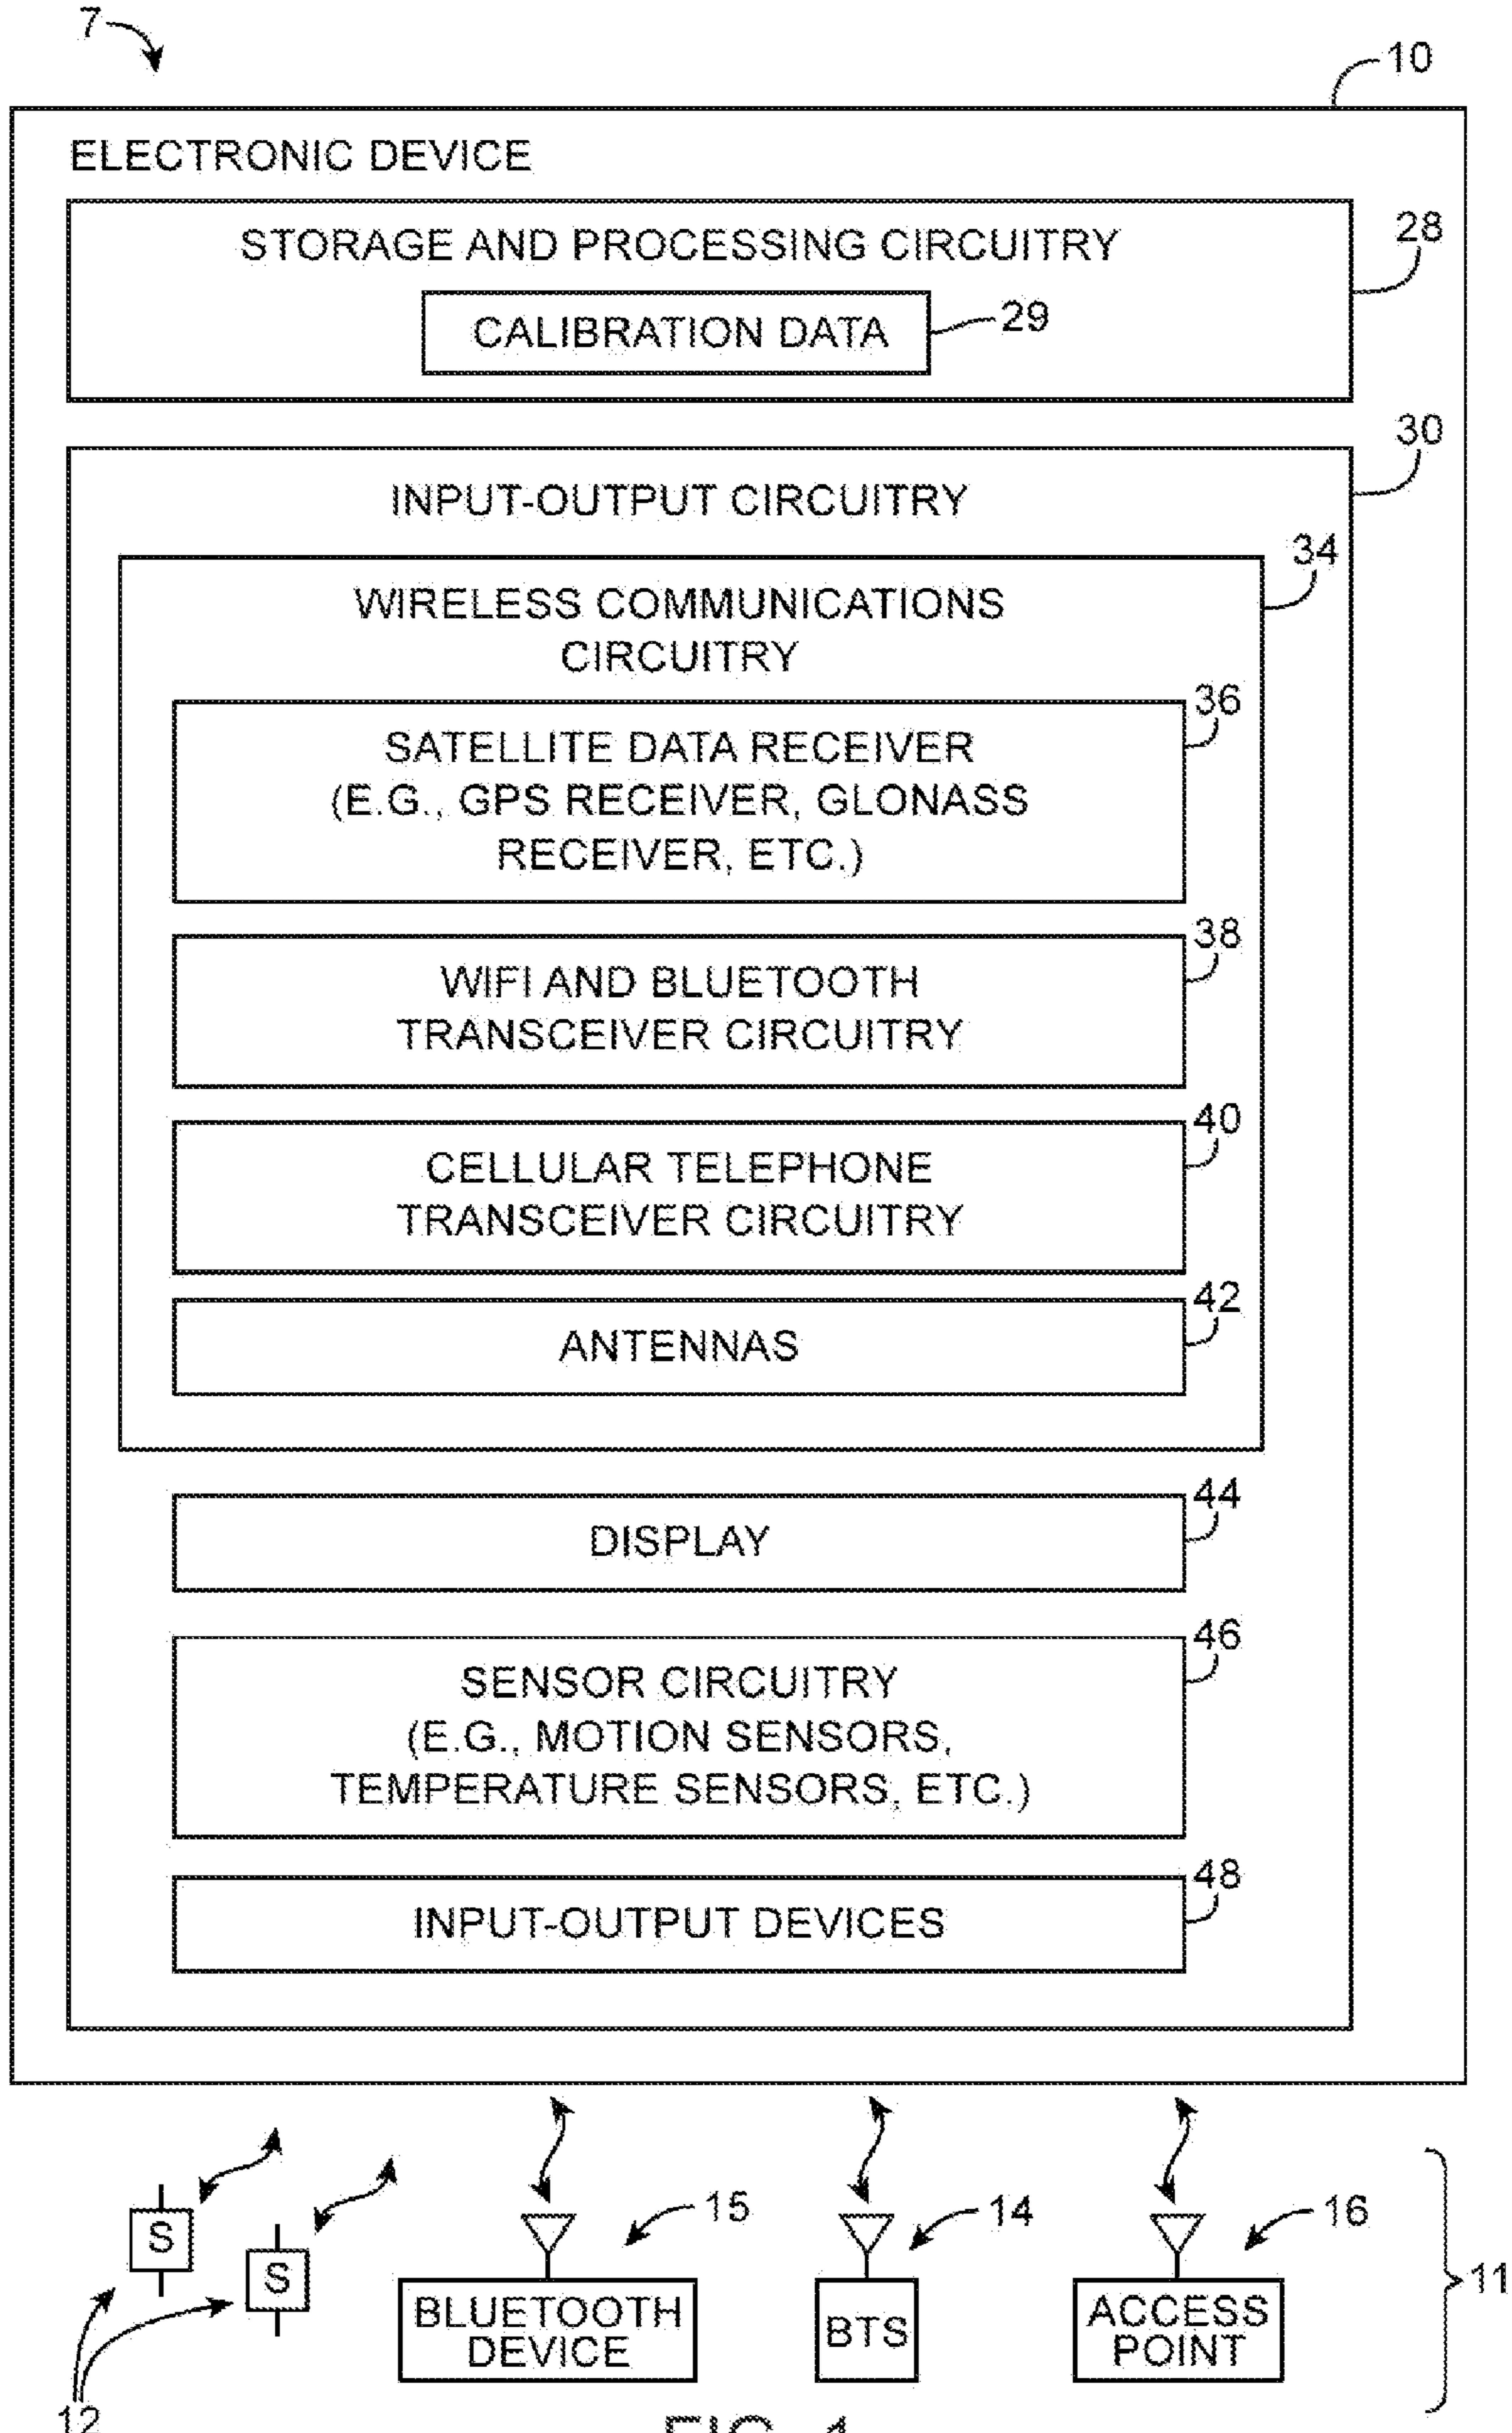 7
10
ELECTRONIC DEVICE
STORAGE AND PROCESSING CIRCUITRY
28
CALIBRATION DATA
29
30
INPUT-OUTPUT CIRCUITRY
34
WIRELESS COMMUNICATIONS
CIRCUITRY
36
SATELLITE DATA RECEIVER
(E.G., GPS RECEIVER, GLONASS
RECEIVER, ETC.)
38
WIFI AND BLUETOOTH
TRANSCEIVER CIRCUITRY
40
CELLULAR TELEPHONE
TRANSCEIVER CIRCUITRY
42
ANTENNAS
44
DISPLAY
46
SENSOR CIRCUITRY
(E.G., MOTION SENSORS,
TEMPERATURE SENSORS, ETC.)
48
INPUT-OUTPUT DEVICES
15
14
16
S
S
11
BLUETOOTH
DEVICE
BTS
ACCESS
POINT
12
FIG. 1